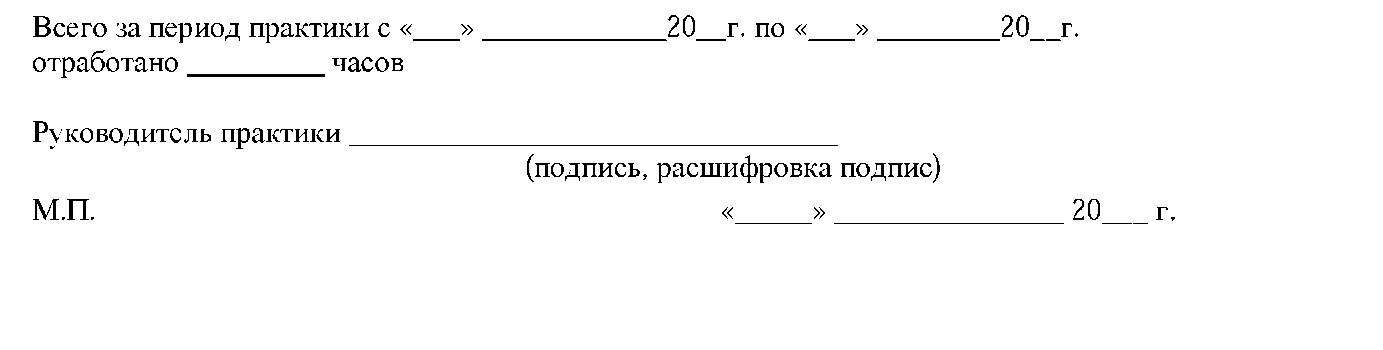 Всего за период практики с «___» ____________20__г. по «___» ________20__г.
отработано _________ часов
Руководитель практики ________________________________
(подпись, расшифровка подпис)
М.П. «_____» _______________ 20___ г.